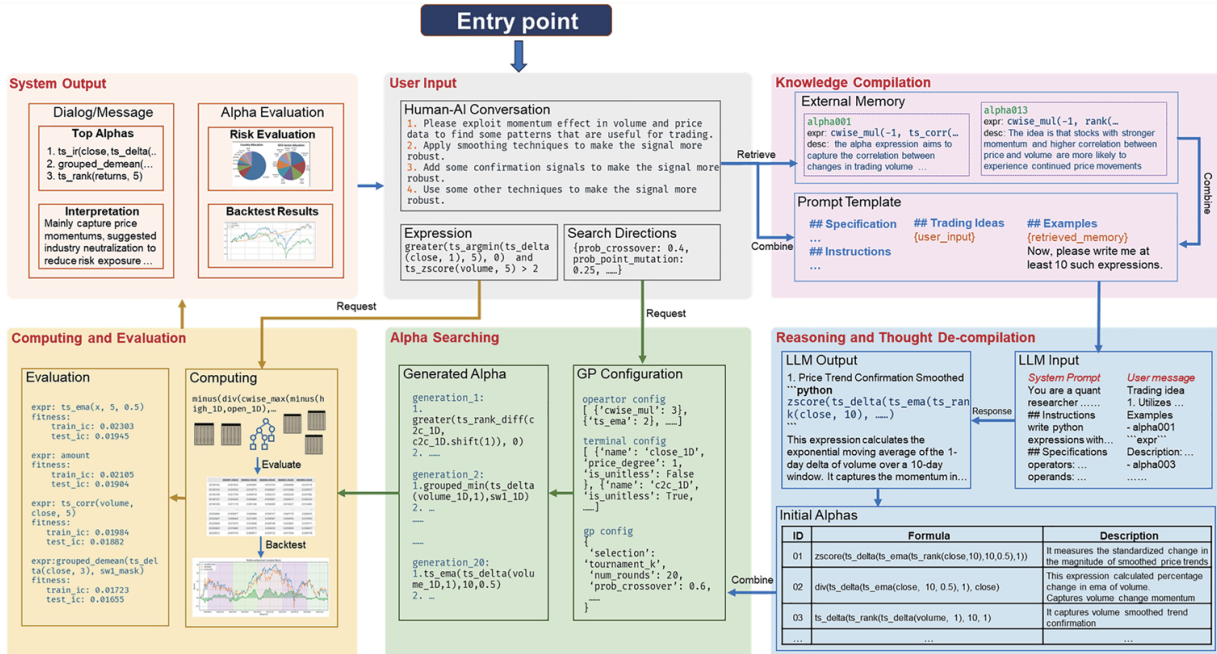 Entry point
System Output
Dialog/Message
Top Alphas
1. ts_ir(close,ts_delta(..
2. grouped_demean(...
3. ts_rank(returns, 5)
Interpretation
Mainly capture price
momentums, suggested
industry neutralization to
reduce risk exposure ...
Alpha Evaluation
Risk Evaluation
Backtest Results
User Input
Human-AI Conversation
1. Please exploit momentum effect in volume and price
data to find some patterns that are useful for trading.
2. Apply smoothing techniques to make the signal more
robust.
3. Add some confirmation signals to make the signal more
robust.
4. Use some other techniques to make the signal more
robust.
Expression
greater(ts_argmin(ts_delta
(close, 1), 5), 0) and
ts_zscore(volume, 5) > 2
Search Directions
{prob_crossover: 0.4,
prob_point_mutation:
0.25, ……}
Retrieve
Combine
Knowledge Compilation
External Memory
alpha001
expr: cwise_mul(-1, ts_corr(…
desc: the alpha expression aims to
capture the correlation between
changes in trading volume ...
alpha013
expr: cwise_mul(-1, rank(…
desc: The idea is that stocks with stronger
momentum and higher correlation between
price and volume are more likely to
experience continued price movements
Combine
Prompt Template
## Specification
...
## Instructions
...
## Trading Ideas
{user_input}
## Examples
{retrieved_memory}
Now, please write me at
least 10 such expressions.
Request
Request
Computing and Evaluation
Evaluation
expr: ts_ema(x, 5, 0.5)
fitness:
train_ic: 0.02303
test_ic: 0.01945
expr: amount
fitness:
train_ic: 0.02105
test_ic: 0.01904
expr: ts_corr(volume,
close, 5)
fitness:
train_ic: 0.01984
test_ic: 0.01882
expr:grouped_demean(ts_del
ta(close, 3), sw1_mask)
fitness:
train_ic: 0.01723
test_ic: 0.01655
Computing
minus(div(cwise_max(minus(h
igh_1D,open_1D),…
Evaluate
Backtest
Alpha Searching
Generated Alpha
generation_1:
1.
greater(ts_rank_diff(c
2c_1D,
c2c_1D.shift(1)), 0)
2. ……
generation_2:
1.grouped_min(ts_delta
(volume_1D,1),sw1_1D)
2. …
……
……
generation_20:
1.ts_ema(ts_delta(volu
me_1D,1),10,0.5)
2. …
GP Configuration
opeartor config
[ {'cwise_mul': 3},
{'ts_ema': 2}, ……]
terminal config
[ {'name': 'close_1D',
'price_degree': 1,
'is_unitless': False
}, {'name': 'c2c_1D',
'is_unitless': True,
……]
gp config
{
'selection':
'tournament_k',
'num_rounds': 20,
'prob_crossover': 0.6,
……
}
Combine
Reasoning and Thought De-compilation
LLM Output
1. Price Trend Confirmation Smoothed
```python
zscore(ts_delta(ts_ema(ts_ran
k(close, 10), ……)
```
This expression calculates the
exponential moving average of the 1-
day delta of volume over a 10-day
window. It captures the momentum in...
Response
LLM Input
System Prompt
You are a quant
researcher ……
## Instructions
write python
expressions with…
## Specifications
operators: …
operands: …
User message
Trading idea
1. Utilizes …
Examples
- alpha001
```expr```
Description: …
- alpha003
……
Initial Alphas
ID Formula Description
01 zscore(ts_delta(ts_ema(ts_rank(close,10),10,0.5),1)) It measures the standardized change in
the magnitude of smoothed price trends
02 div(ts_delta(ts_ema(close, 10, 0.5), 1), close) This expression calculated percentage
change in ema of volume.
Captures volume change momentum
03 ts_delta(ts_rank(ts_delta(volume, 1), 10, 1) It captures volume smoothed trend
confirmation
... ... ...